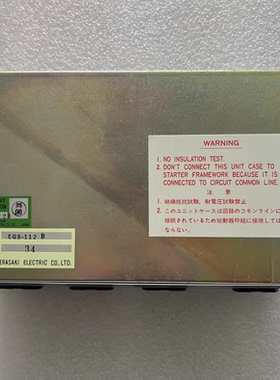 WARNING
1. NO INSULATION TEST.
2. DON'T CONNECT THIS UNIT CASE TO
STARTER FRAMEWORK BECAUSE IT IS
CONNECTED TO CIRCUIT COMMON LINE.
注 意
1. 絶縁抵抗試験、耐電圧試験禁止
2. このユニットケースは回路のコモンラインに
接続されているため始動器枠組に接地しては
ならない。
EGS-112 B
34
ERASAKI ELECTRIC CO.,LTD.